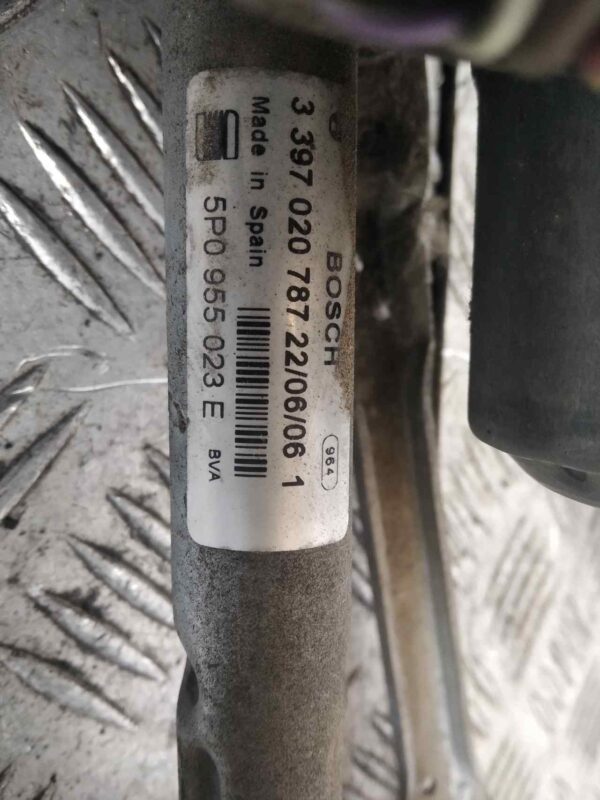 BOSCH
3 397 020 787 22/06/06 1
964
Made in Spain
5P0 955 023 E
BVA